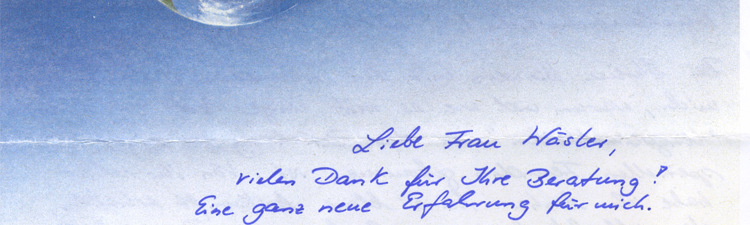 Liebe Frau Wäsler,
vielen Dank für Ihre Beratung!
Eine ganz neue Erfahrung für mich.